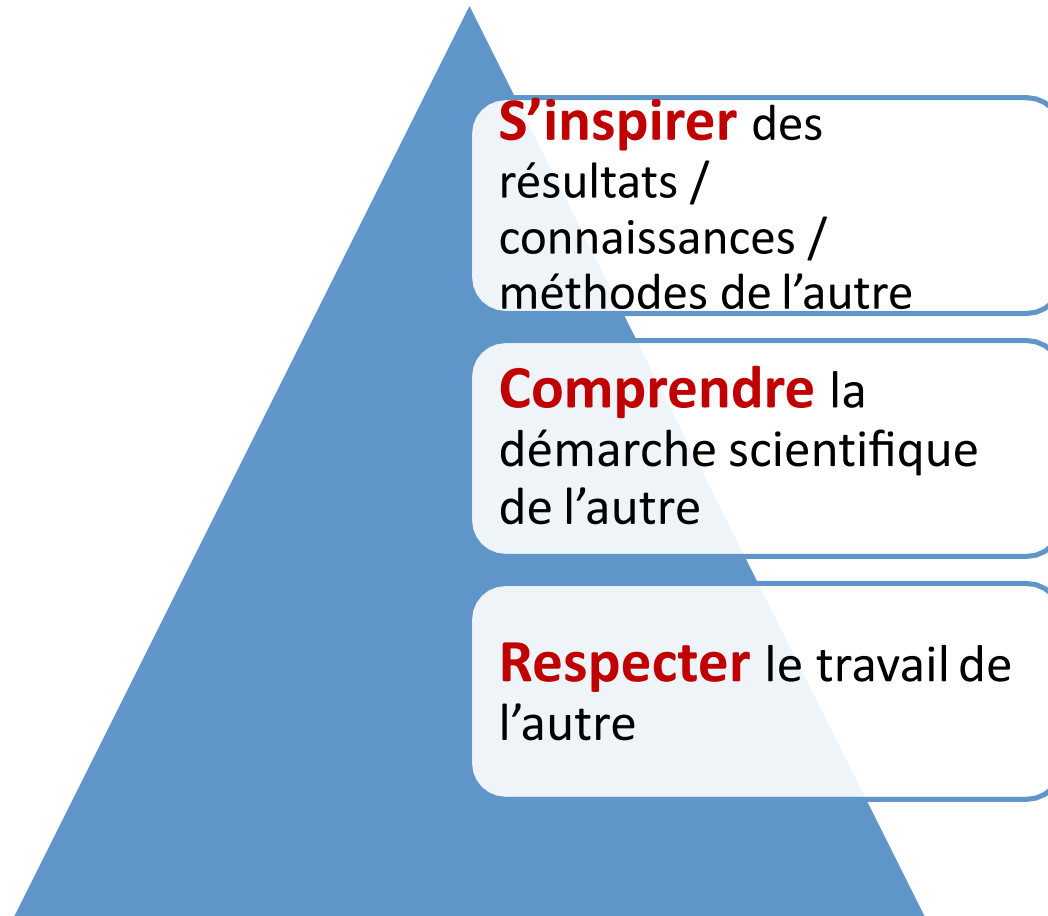 S’inspirer des
résultats /
connaissances /
méthodes de l’autre
Comprendre la
démarche scientifique
de l’autre
Respecter le travail de
l’autre